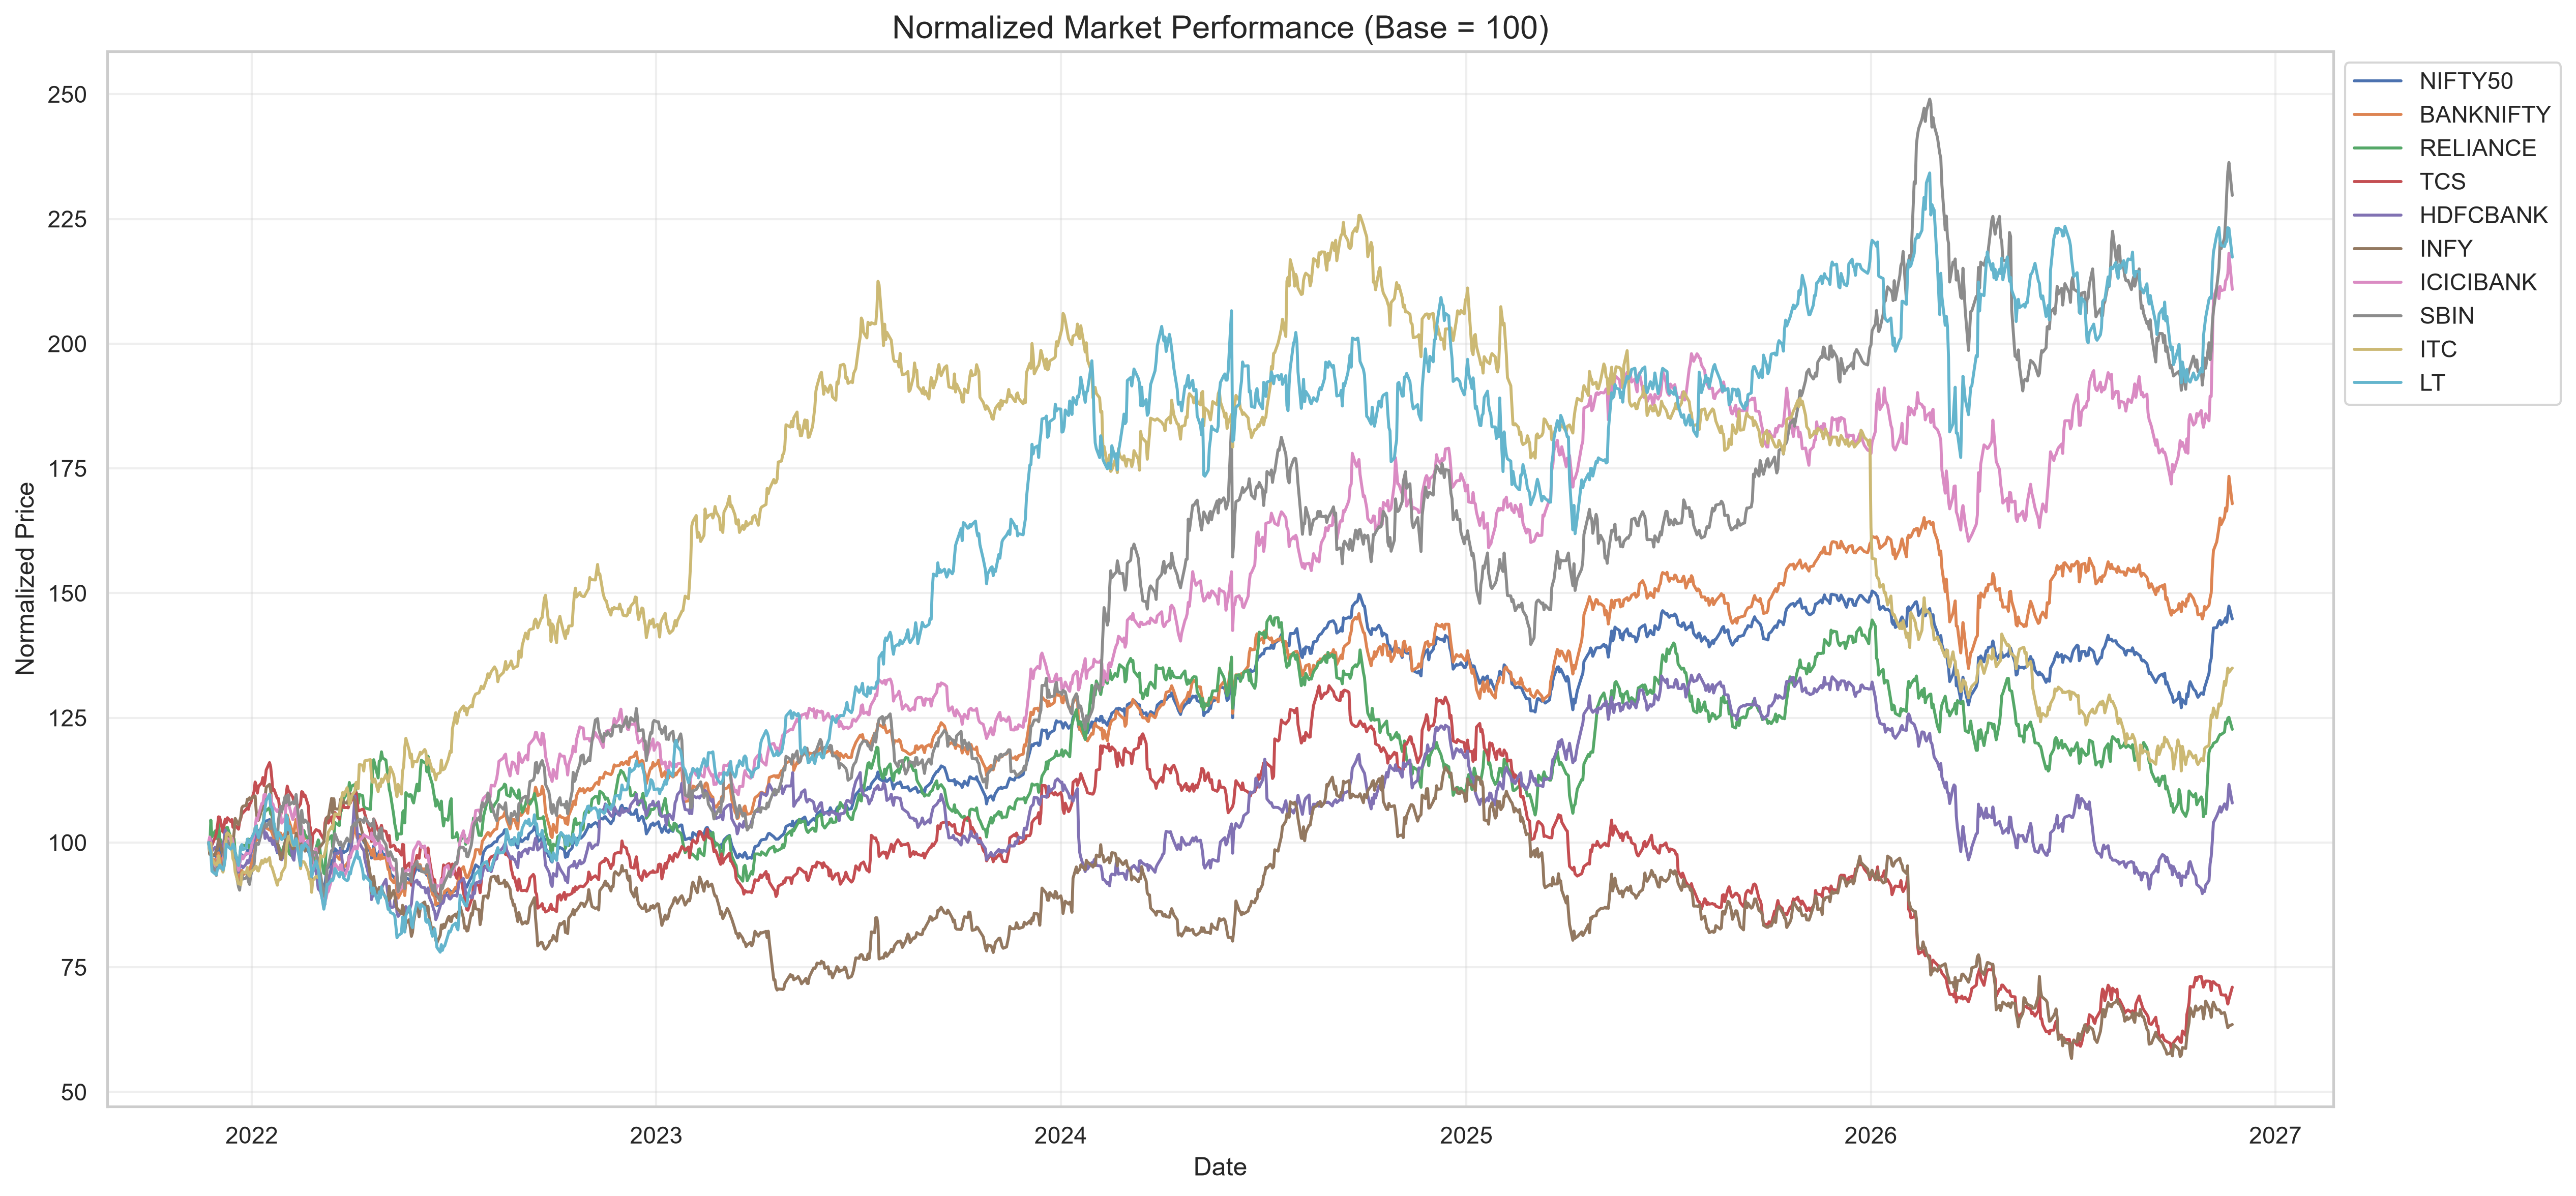 Normalized Market Performance (Base = 100)
Normalized Price
250
225
200
175
150
125
100
75
50
2022
2023
2024
2025
2026
2027
Date
NIFTY50
BANKNIFTY
RELIANCE
TCS
HDFCBANK
INFY
ICICIBANK
SBIN
ITC
LT